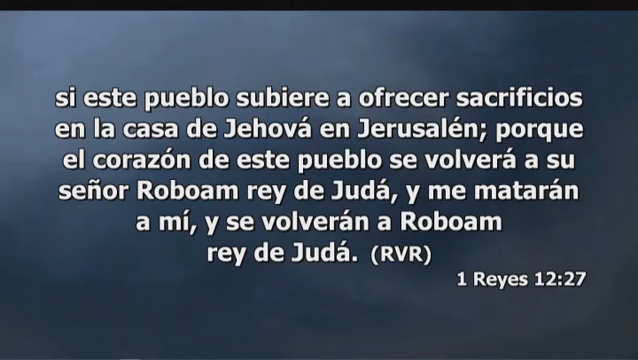 si este pueblo subiere a ofrecer sacrificios
en la casa de Jehová en Jerusalén; porque
el corazón de este pueblo se volverá a su
señor Roboam rey de Judá, y me matarán
a mí, y se volverán a Roboam
rey de Judá. (RVR)
1 Reyes 12:27